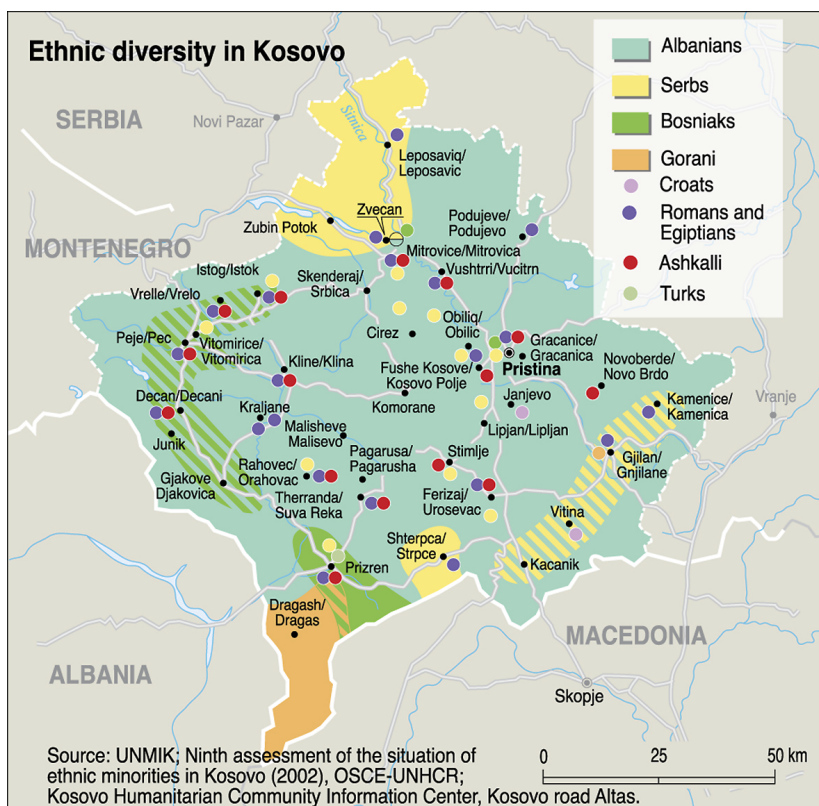 Ethnic diversity in Kosovo
Albanians
Serbs
Bosniaks
Gorani
Croats
Romans and
Egiptians
Ashkalli
Turks
SERBIA
Novi Pazar
Sitnica
Leposaviq/
Leposavic
Zvecan
Zubin Potok
Podujeve/
Podujevo
MONTENEGRO
Mitrovice/Mitrovica
Istog/Istok
Skenderaj/
Srbica
Vushtrri/Vucitrn
Vrelle/Vrelo
Peje/Pec
Vitomirice/
Vitomirica
Cirez
Obiliq/
Obilic
Gracanice/
Gracanica
Pristina
Kline/Klina
Fushe Kosove/
Kosovo Polje
Novoberde/
Novo Brdo
Decan/Decani
Komorane
Janjevo
Kamenice/
Kamenica
Vranje
Kraljane
Junik
Malisheve
Malisevo
Lipjan/Lipljan
Pagarusa/
Pagarusha
Stimlje
Gjilan/
Gnjilane
Rahovec/
Orahovac
Gjakove
Djakovica
Therranda/
Suva Reka
Ferizaj/
Urosevac
Vitina
Shterpca/
Strpce
Kacanik
Prizren
Dragash/
Dragas
MACEDONIA
ALBANIA
Skopje
Source: UNMIK; Ninth assessment of the situation of
ethnic minorities in Kosovo (2002), OSCE-UNHCR;
Kosovo Humanitarian Community Information Center, Kosovo road Altas.
0 25 50 km